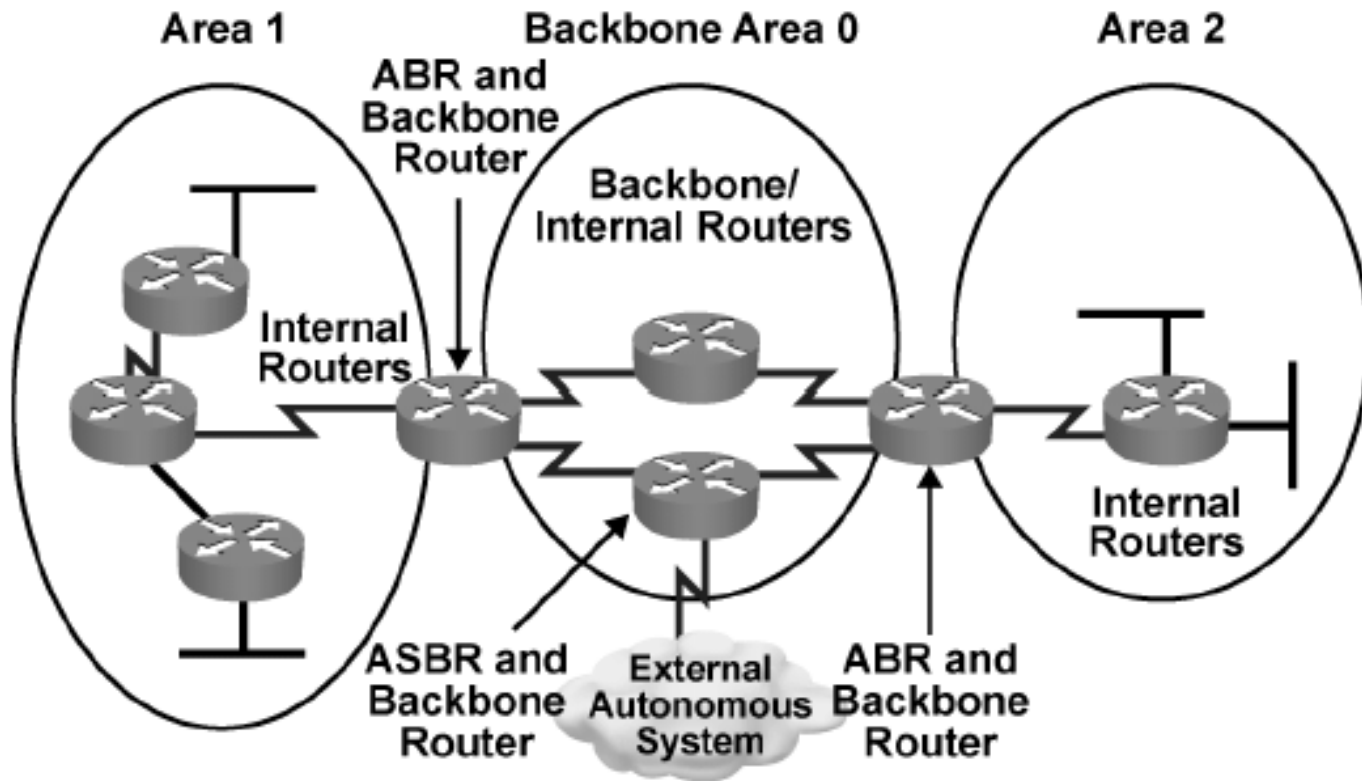 Area 1
Backbone Area 0
Area 2
ABR and
Backbone
Router
Backbone/
Internal Routers
Internal
Routers
Internal
Routers
ASBR and
Backbone
Router
External
Autonomous
System
ABR and
Backbone
Router